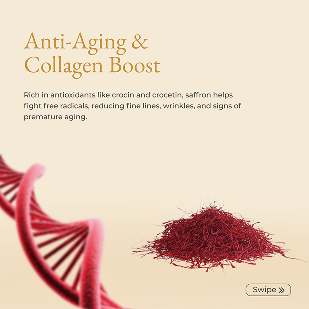 Anti-Aging &
Collagen Boost
Rich in antioxidants like crocin and crocetin, saffron helps
fight free radicals, reducing fine lines, wrinkles, and signs of
premature aging.
Swipe